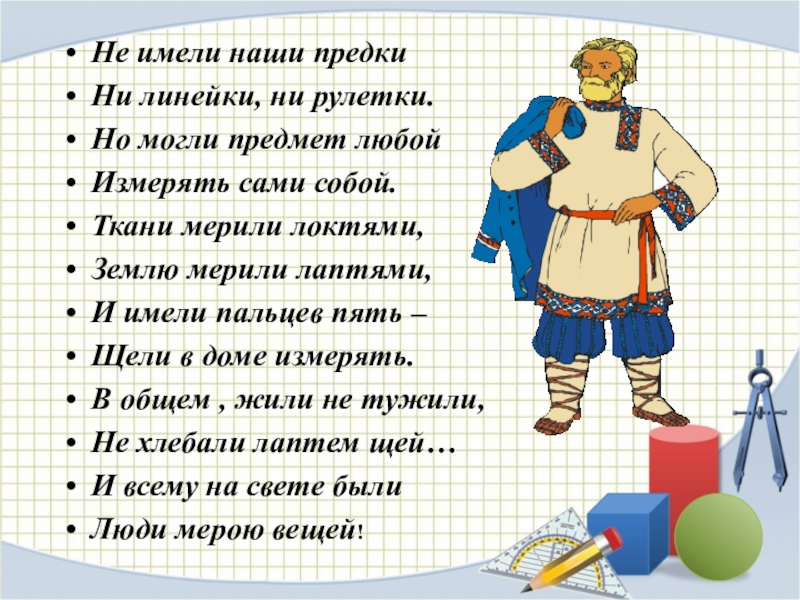 • Не имели наши предки
• Ни линейки, ни рулетки.
• Но могли предмет любой
• Измерять сами собой.
• Ткани мерили локтями,
• Землю мерили лаптями,
• И имели пальцев пять –
• Щели в доме измерять.
• В общем , жили не тужили,
• Не хлебали лаптем щей…
• И всему на свете были
• Люди мерою вещей!